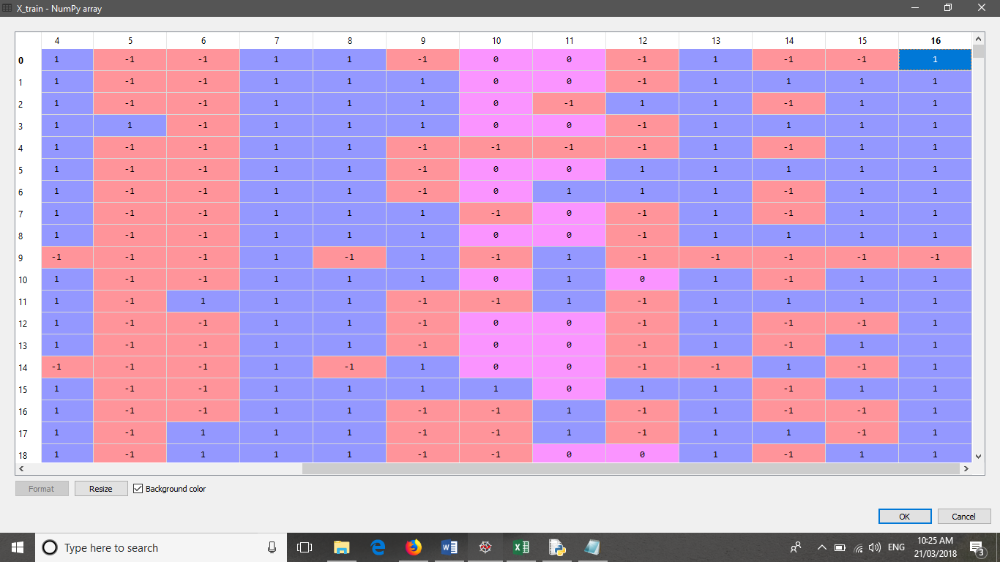 X_train - NumPy array
4 5 6 7 8 9 10 11 12 13 14 15 16
0 1 -1 -1 1 1 -1 0 0 -1 1 -1 -1 1
1 1 -1 -1 1 1 1 0 0 -1 1 1 1 1
2 1 -1 -1 1 1 1 0 -1 1 1 -1 1 1
3 1 1 -1 1 1 1 0 0 -1 1 1 1 1
4 1 -1 -1 1 1 -1 -1 -1 -1 1 -1 1 1
5 1 -1 -1 1 1 -1 0 0 1 1 1 1 1
6 1 -1 -1 1 1 -1 0 1 1 1 -1 1 1
7 1 -1 -1 1 1 1 -1 0 -1 1 -1 1 1
8 1 -1 -1 1 1 1 0 0 -1 1 1 1 1
9 -1 -1 -1 1 -1 1 -1 1 -1 -1 -1 -1 -1
10 1 -1 -1 1 1 1 0 1 0 1 -1 1 1
11 1 -1 1 1 1 -1 -1 1 -1 1 1 1 1
12 1 -1 -1 1 1 -1 0 0 -1 1 -1 -1 1
13 1 -1 -1 1 1 -1 0 0 -1 1 -1 1 1
14 -1 -1 -1 1 -1 1 0 0 -1 -1 1 -1 1
15 1 -1 -1 1 1 1 1 0 1 1 -1 1 1
16 1 -1 -1 1 1 -1 -1 1 -1 1 -1 -1 1
17 1 -1 1 1 1 -1 -1 1 -1 1 1 -1 1
18 1 -1 1 1 1 -1 -1 0 0 1 -1 1 1
Format Resize Background color
OK Cancel
Type here to search
ENG
10:25 AM
21/03/2018
3